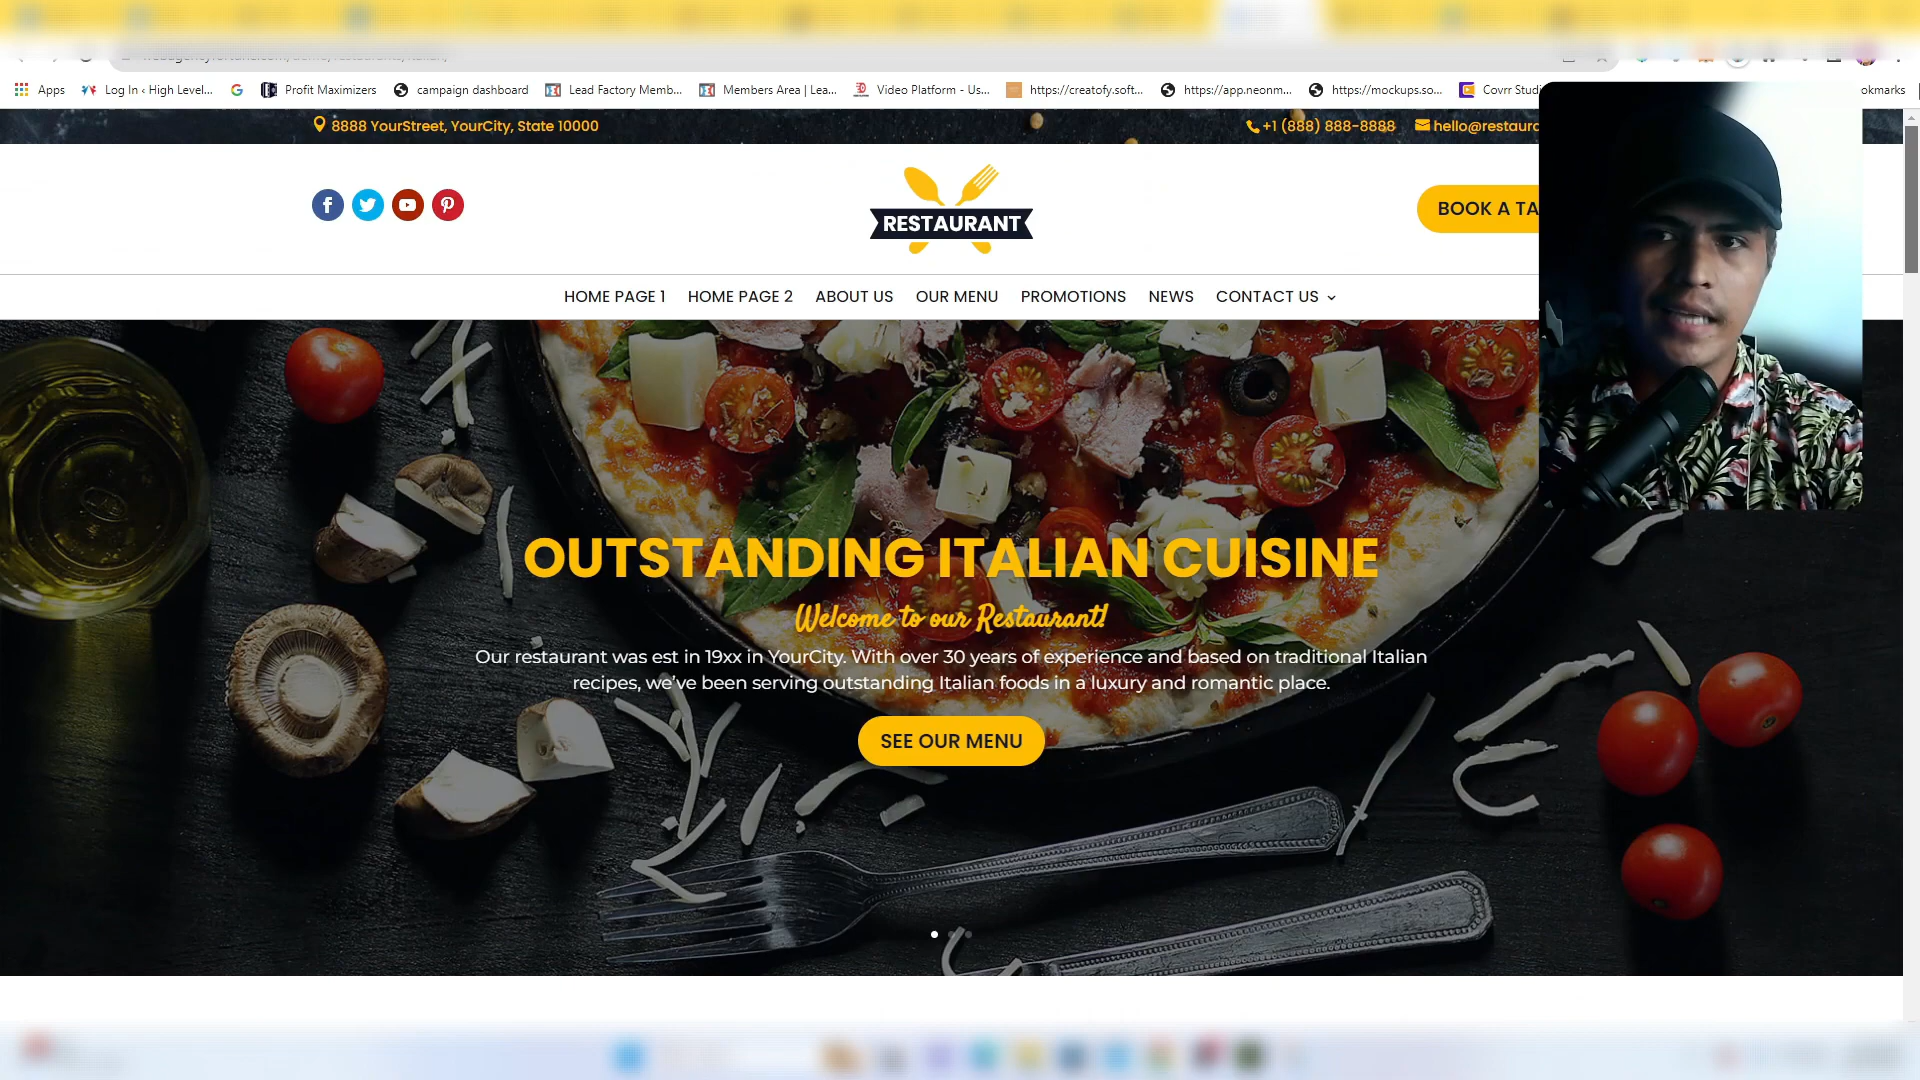 Apps
Log In ‹ High Level...
Profit Maximizers
campaign dashboard
Lead Factory Memb...
Members Area | Lea...
Video Platform - Us...
https://creatofy.soft...
https://app.neonm...
https://mockups.so...
Covrr Studi
okmarks
8888 YourStreet, YourCity, State 10000
+1 (888) 888-8888
hello@restaura
RESTAURANT
BOOK A TA
HOME PAGE 1
HOME PAGE 2
ABOUT US
OUR MENU
PROMOTIONS
NEWS
CONTACT US
OUTSTANDING ITALIAN CUISINE
Welcome to our Restaurant!
Our restaurant was est in 19xx in YourCity. With over 30 years of experience and based on traditional Italian
recipes, we've been serving outstanding Italian foods in a luxury and romantic place.
SEE OUR MENU